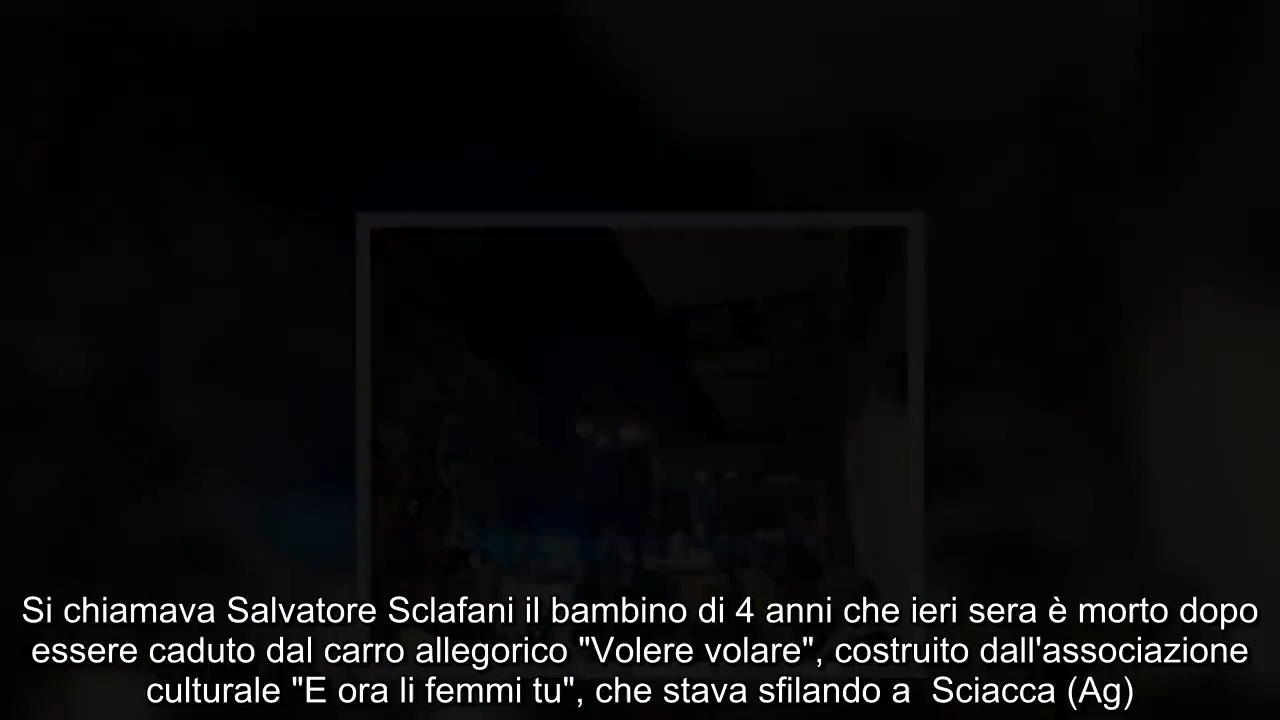 Si chiamava Salvatore Sclafani il bambino di 4 anni che ieri sera è morto dopo
essere caduto dal carro allegorico "Volere volare", costruito dall'associazione
culturale "E ora li femmi tu", che stava sfilando a  Sciacca (Ag)